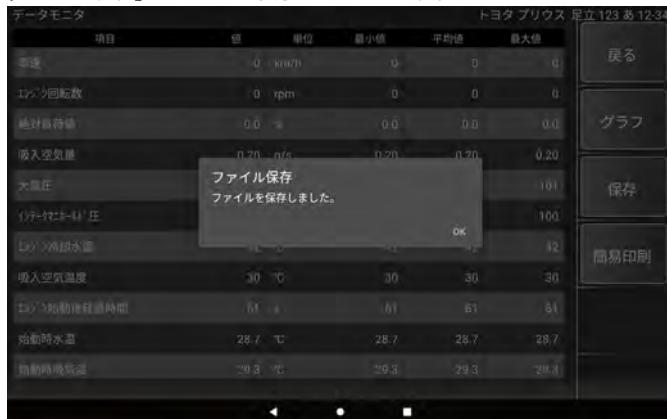 データモニタ トヨタ プリウス 足立 123 あ 12-34
項目 値 単位 最小値 平均値 最大値
車速 0 km/h 0 0 0
ｴﾝｼﾞﾝ回転数 0 rpm 0 0 0
絶対負荷値 0.0 % 0.0 0.0 0.0
吸入空気量 0.20 g/s 0.20 0.20 0.20
大気圧 101
ｲﾝﾃｰｸﾏﾆﾎｰﾙﾄﾞ圧 100
ｴﾝｼﾞﾝ冷却水温 42
吸入空気温度 30 ℃ 30 30 30
ｴﾝｼﾞﾝ始動後経過時間 61 s 61 61 61
始動時水温 28.7 ℃ 28.7 28.7 28.7
始動時吸気温 29.3 ℃ 29.3 29.3 29.3
ファイル保存
ファイルを保存しました。
OK
戻る
グラフ
保存
簡易印刷